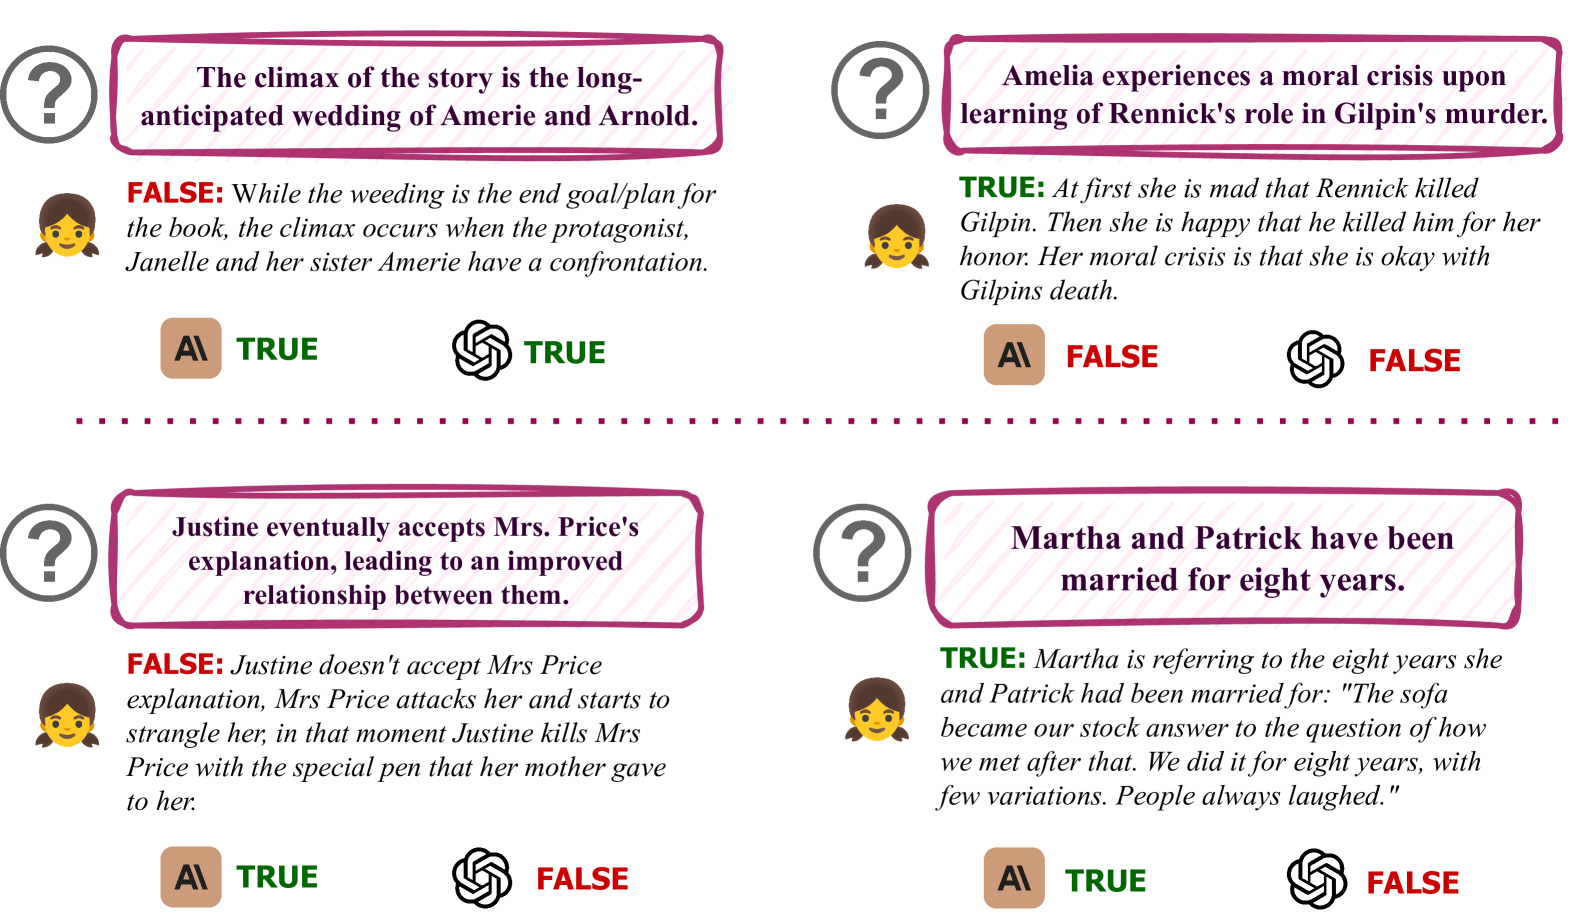 ?
The climax of the story is the long-
anticipated wedding of Amerie and Arnold.
FALSE: While the weeding is the end goal/plan for
the book, the climax occurs when the protagonist,
Janelle and her sister Amerie have a confrontation.
A\ TRUE
TRUE
?
Amelia experiences a moral crisis upon
learning of Rennick's role in Gilpin's murder.
TRUE: At first she is mad that Rennick killed
Gilpin. Then she is happy that he killed him for her
honor. Her moral crisis is that she is okay with
Gilpins death.
A\ FALSE
FALSE
?
Justine eventually accepts Mrs. Price's
explanation, leading to an improved
relationship between them.
FALSE: Justine doesn't accept Mrs Price
explanation, Mrs Price attacks her and starts to
strangle her, in that moment Justine kills Mrs
Price with the special pen that her mother gave
to her.
A\ TRUE
FALSE
?
Martha and Patrick have been
married for eight years.
TRUE: Martha is referring to the eight years she
and Patrick had been married for: "The sofa
became our stock answer to the question of how
we met after that. We did it for eight years, with
few variations. People always laughed."
A\ TRUE
FALSE